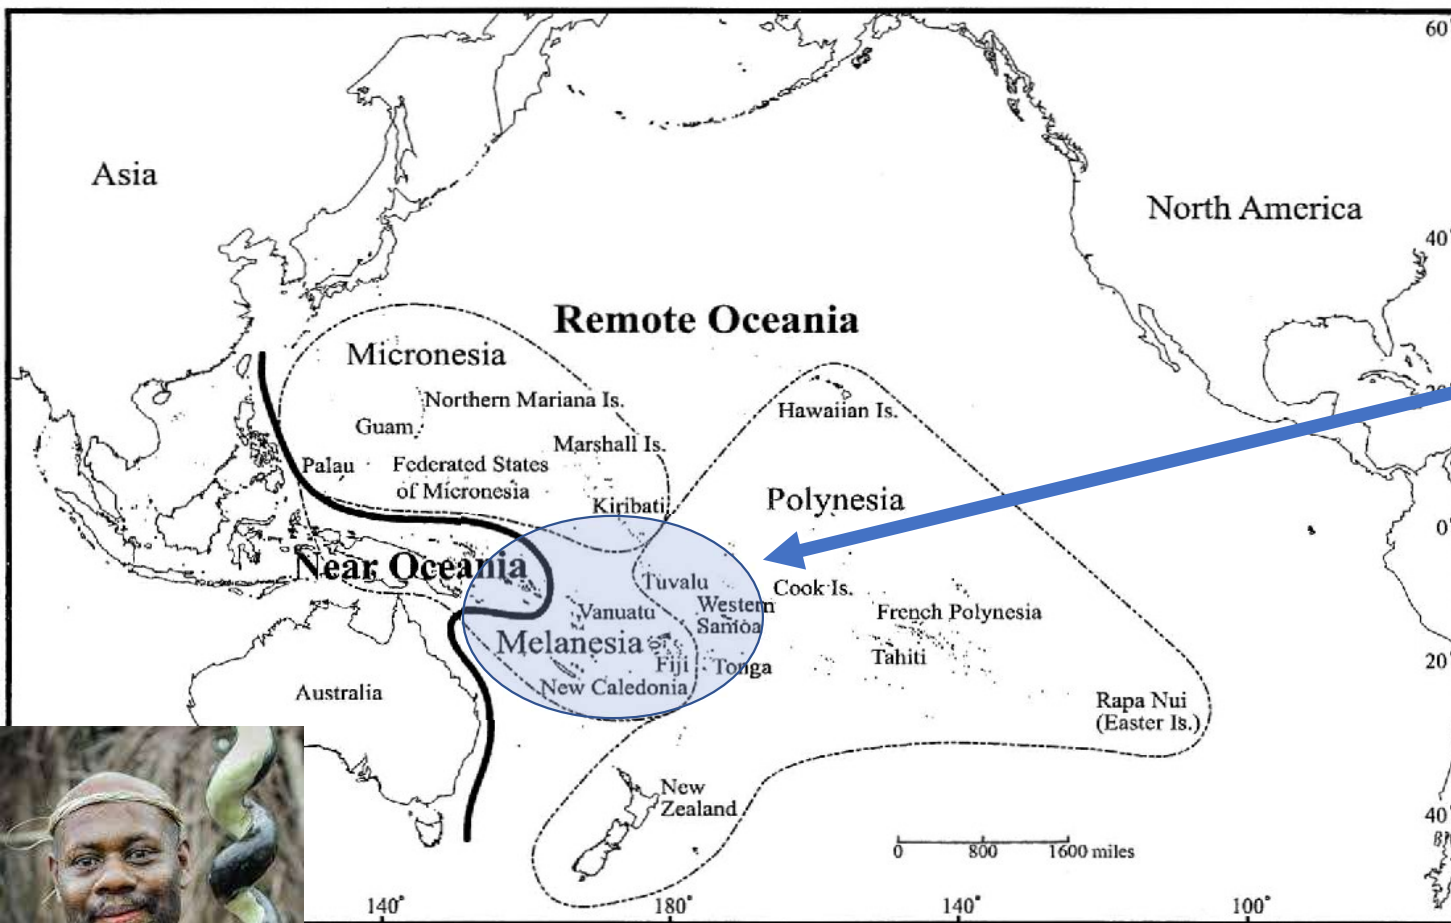 60°
Asia
North America
40°
Remote Oceania
Micronesia
Northern Mariana Is.
Guam
Hawaiian Is.
Marshall Is.
Palau
Federated States
of Micronesia
Kiribati
Polynesia
0°
Near Oceania
Tuvalu
Cook Is.
Vanuatu
Western
Samoa
French Polynesia
Melanesia
Fiji
Tonga
Tahiti
20°
Australia
New Caledonia
Rapa Nui
(Easter Is.)
New
Zealand
40°
0 800 1600 miles
140° 180° 140° 100°